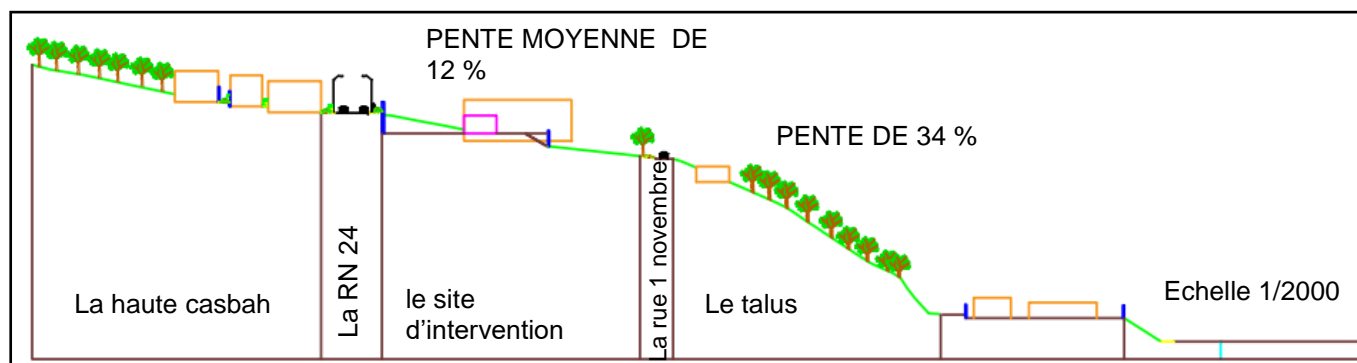 PENTE MOYENNE DE
12 %
PENTE DE 34 %
La haute casbah
La RN 24
le site
d’intervention
La rue 1 novembre
Le talus
Echelle 1/2000